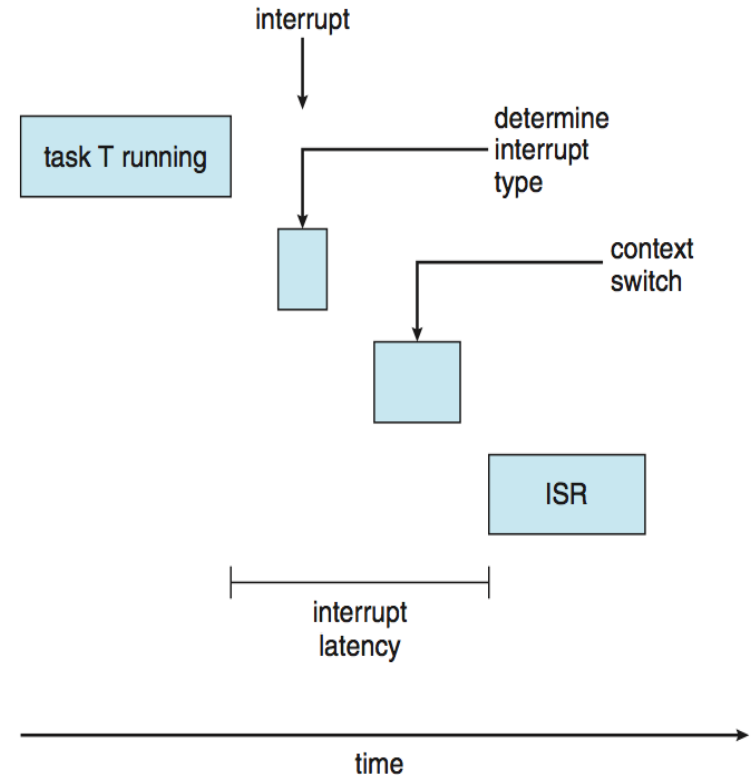 interrupt
task T running
determine
interrupt
type
context
switch
ISR
interrupt
latency
time